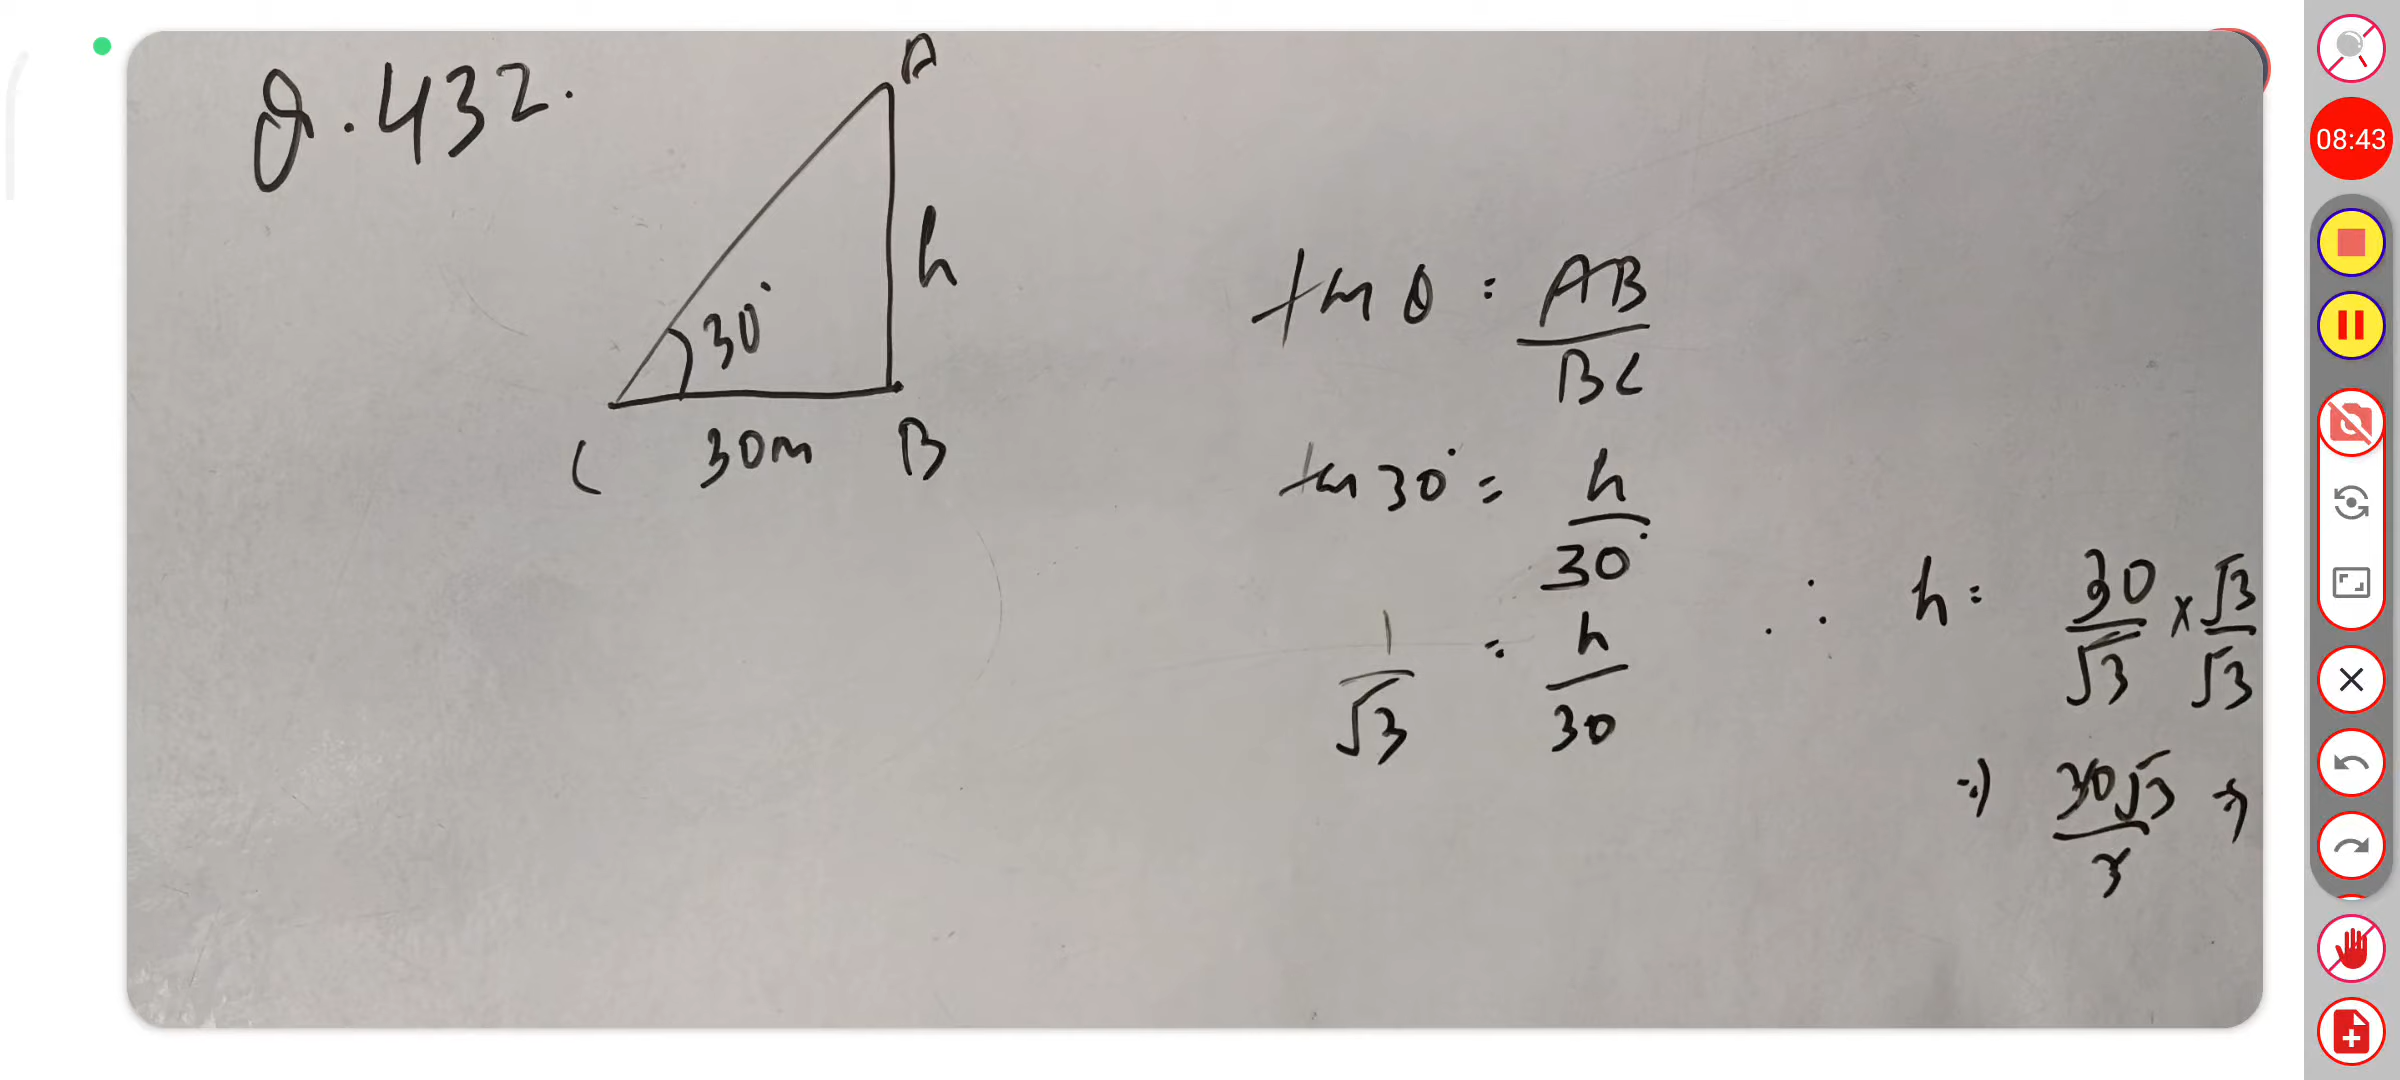 Q.432.
A
h
30°
C 30m B
tan θ = AB/BC
tan 30° = h/30°
1/√3 = h/30 ∴ h = 30/√3 × √3/√3
⇒ 30√3/3 ⇒
08:43